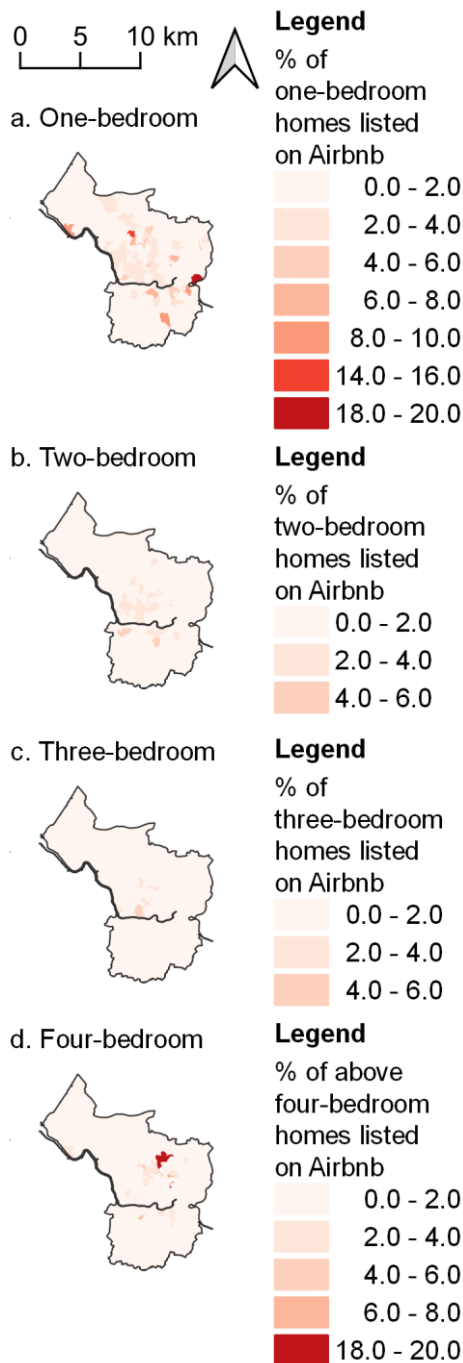 0 5 10 km
a. One-bedroom
Legend
% of
one-bedroom
homes listed
on Airbnb
0.0 - 2.0
2.0 - 4.0
4.0 - 6.0
6.0 - 8.0
8.0 - 10.0
14.0 - 16.0
18.0 - 20.0
b. Two-bedroom
Legend
% of
two-bedroom
homes listed
on Airbnb
0.0 - 2.0
2.0 - 4.0
4.0 - 6.0
c. Three-bedroom
Legend
% of
three-bedroom
homes listed
on Airbnb
0.0 - 2.0
2.0 - 4.0
4.0 - 6.0
d. Four-bedroom
Legend
% of above
four-bedroom
homes listed
on Airbnb
0.0 - 2.0
2.0 - 4.0
4.0 - 6.0
6.0 - 8.0
18.0 - 20.0